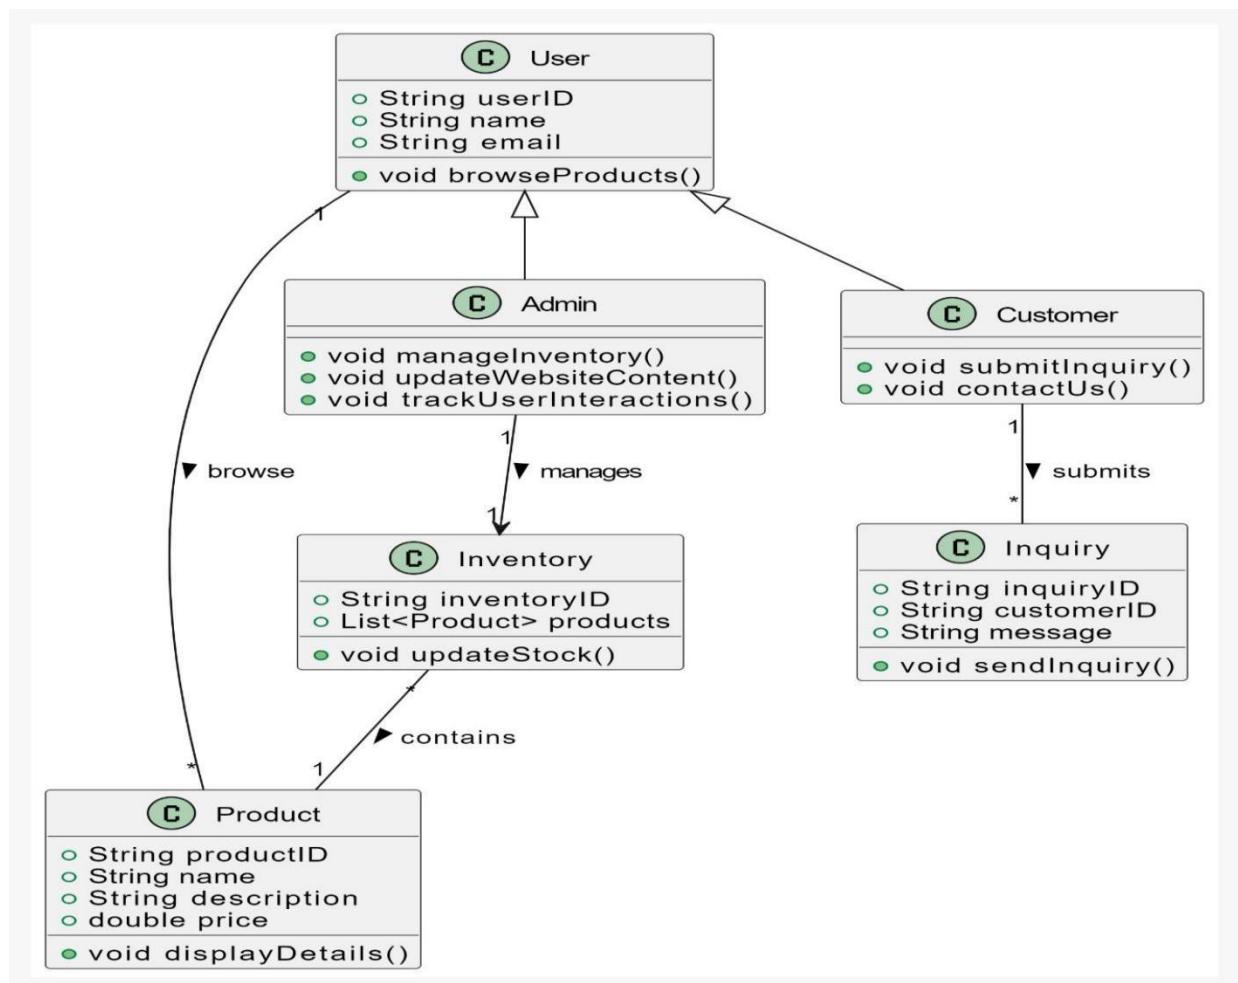 C User
String userID
String name
String email
void browseProducts()
1
C Admin
void manageInventory()
void updateWebsiteContent()
void trackUserInteractions()
C Customer
void submitInquiry()
void contactUs()
1
manages
1
1
submits
*
browse
C Inventory
String inventoryID
List<Product> products
void updateStock()
C Inquiry
String inquiryID
String customerID
String message
void sendInquiry()
*
contains
1
*
C Product
String productID
String name
String description
double price
void displayDetails()